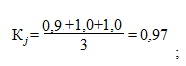 Kj = 0,9+1,0+1,0 / 3 = 0,97 ;